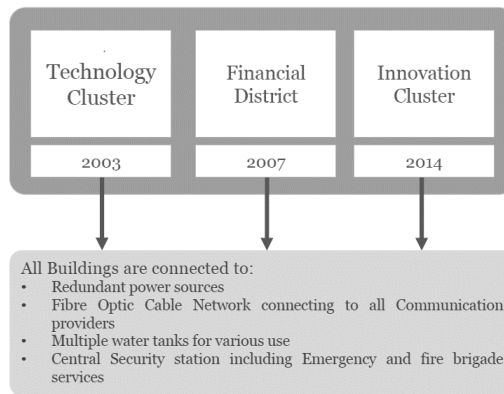 Technology
Cluster
Financial
District
Innovation
Cluster
2003
2007
2014
All Buildings are connected to:
• Redundant power sources
• Fibre Optic Cable Network connecting to all Communication
providers
• Multiple water tanks for various use
• Central Security station including Emergency and fire brigade
services